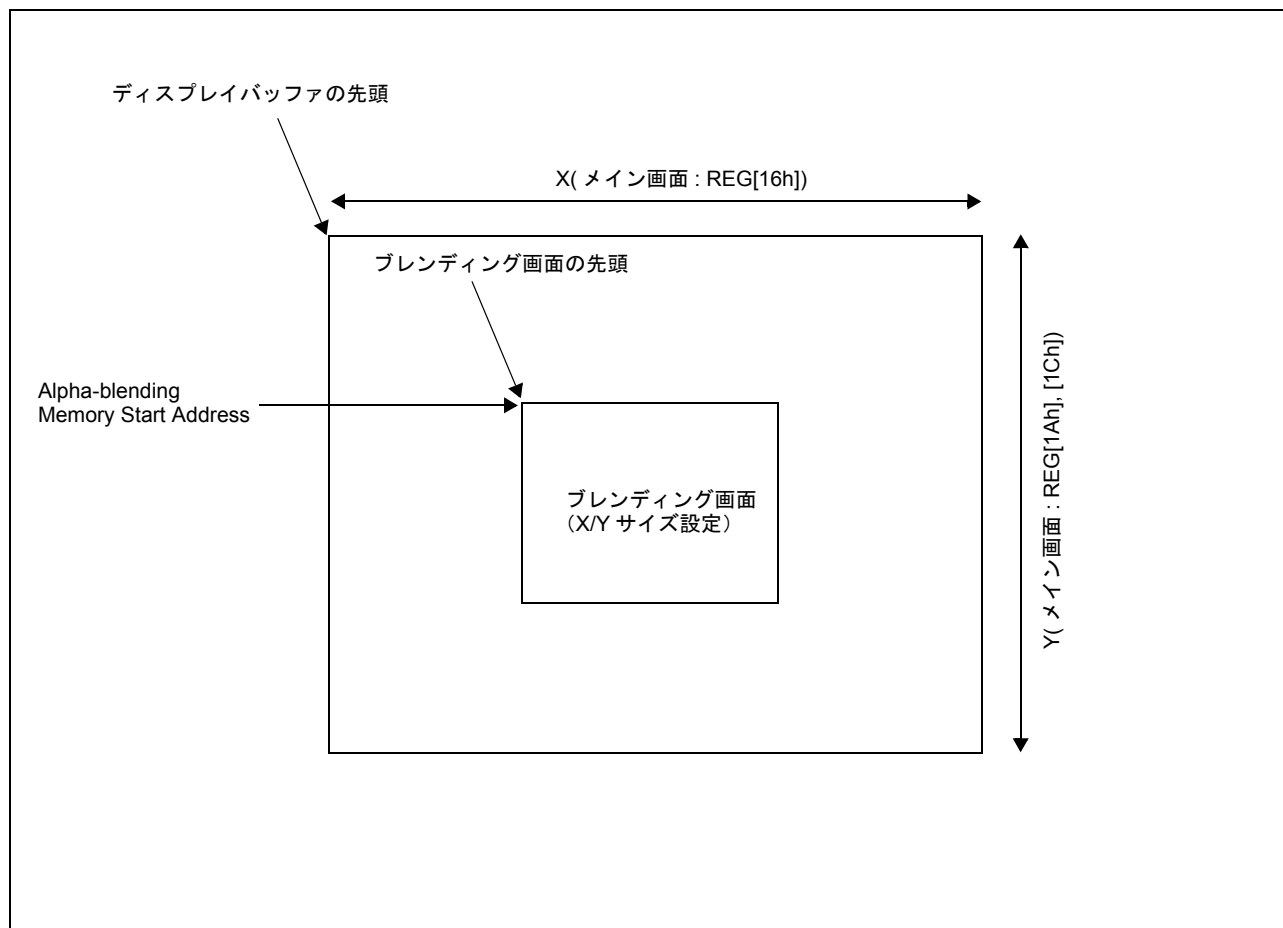 ディスプレイバッファの先頭
X( メイン画面 : REG[16h])
ブレンディング画面の先頭
Alpha-blending
Memory Start Address
ブレンディング画面
（X/Y サイズ設定）
Y( メイン画面 : REG[1Ah], [1Ch])